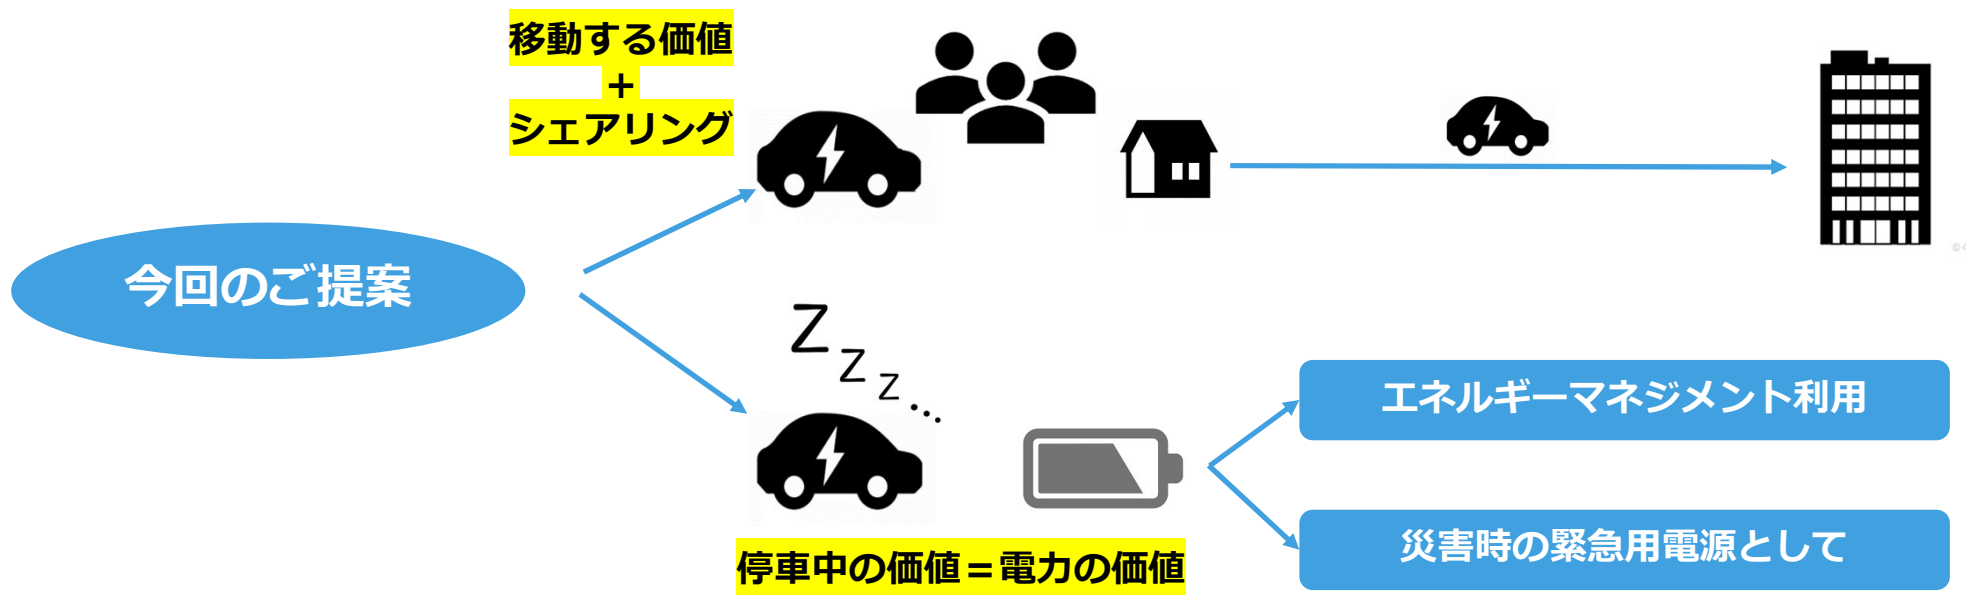 移動する価値
＋
シェアリング
今回のご提案
Z
Z
Z
...
エネルギーマネジメント利用
災害時の緊急用電源として
停車中の価値＝電力の価値